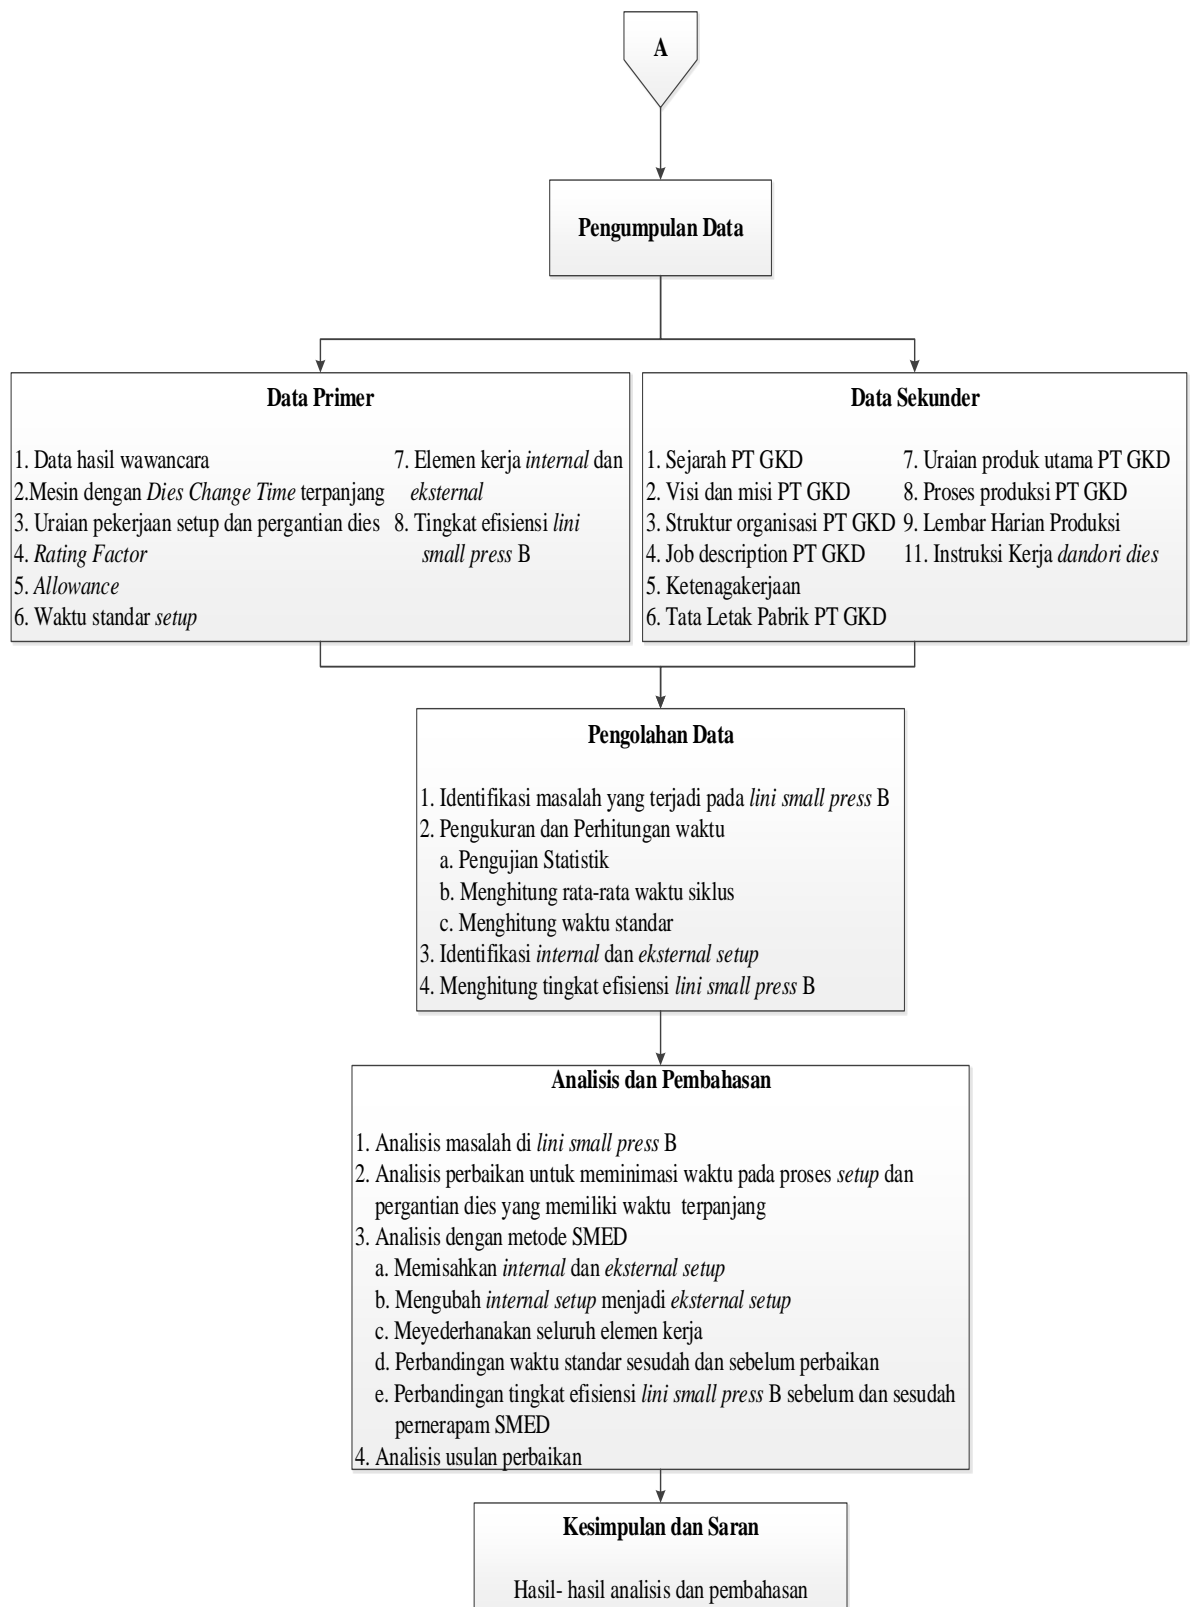 A
Pengumpulan Data
Data Primer
1. Data hasil wawancara
2.Mesin dengan Dies Change Time terpanjang
3. Uraian pekerjaan setup dan pergantian dies
4. Rating Factor
5. Allowance
6. Waktu standar setup
7. Elemen kerja internal dan
eksternal
8. Tingkat efisiensi lini
small press B
Data Sekunder
1. Sejarah PT GKD
2. Visi dan misi PT GKD
3. Struktur organisasi PT GKD
4. Job description PT GKD
5. Ketenagakerjaan
6. Tata Letak Pabrik PT GKD
7. Uraian produk utama PT GKD
8. Proses produksi PT GKD
9. Lembar Harian Produksi
11. Instruksi Kerja dandori dies
Pengolahan Data
1. Identifikasi masalah yang terjadi pada lini small press B
2. Pengukuran dan Perhitungan waktu
a. Pengujian Statistik
b. Menghitung rata-rata waktu siklus
c. Menghitung waktu standar
3. Identifikasi internal dan eksternal setup
4. Menghitung tingkat efisiensi lini small press B
Analisis dan Pembahasan
1. Analisis masalah di lini small press B
2. Analisis perbaikan untuk meminimasi waktu pada proses setup dan
pergantian dies yang memiliki waktu terpanjang
3. Analisis dengan metode SMED
a. Memisahkan internal dan eksternal setup
b. Mengubah internal setup menjadi eksternal setup
c. Meyederhanakan seluruh elemen kerja
d. Perbandingan waktu standar sesudah dan sebelum perbaikan
e. Perbandingan tingkat efisiensi lini small press B sebelum dan sesudah
pernerapam SMED
4. Analisis usulan perbaikan
Kesimpulan dan Saran
Hasil- hasil analisis dan pembahasan